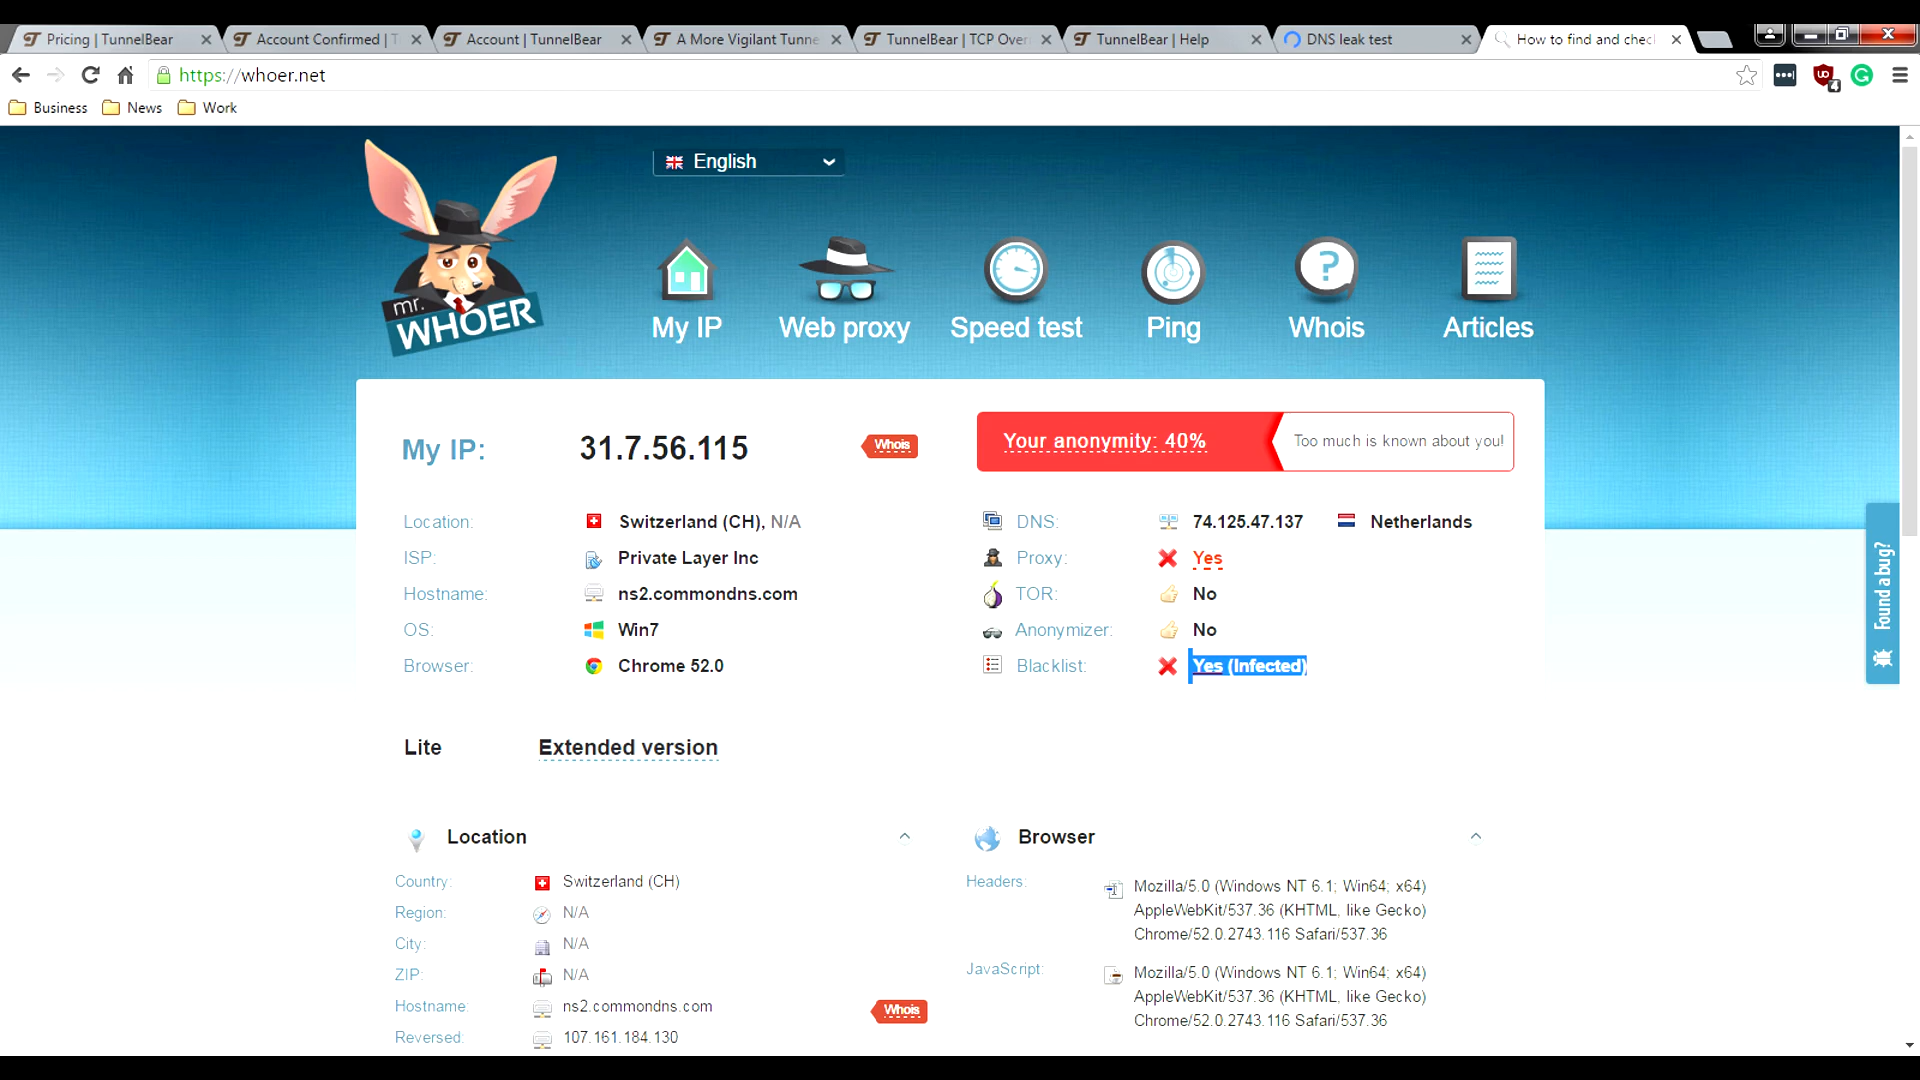 Pricing | TunnelBear
Account Confirmed | T
Account | TunnelBear
A More Vigilant Tunne
TunnelBear | TCP Over
TunnelBear | Help
DNS leak test
How to find and chec
https://whoer.net
4
Business
News
Work
English
mr.
WHOER
My IP
Web proxy
Speed test
Ping
Whois
Articles
My IP:
31.7.56.115
Whois
Your anonymity: 40%
Too much is known about you!
Location:
Switzerland (CH), N/A
ISP:
Private Layer Inc
Hostname:
ns2.commondns.com
OS:
Win7
Browser:
Chrome 52.0
DNS:
74.125.47.137
Netherlands
Proxy:
Yes
TOR:
No
Anonymizer:
No
Blacklist:
Yes (Infected)
Found a bug?
Lite
Extended version
Location
Country:
Switzerland (CH)
Region:
N/A
City:
N/A
ZIP:
N/A
Hostname:
ns2.commondns.com
Whois
Reversed:
107.161.184.130
Browser
Headers:
Mozilla/5.0 (Windows NT 6.1; Win64; x64)
AppleWebKit/537.36 (KHTML, like Gecko)
Chrome/52.0.2743.116 Safari/537.36
JavaScript:
Mozilla/5.0 (Windows NT 6.1; Win64; x64)
AppleWebKit/537.36 (KHTML, like Gecko)
Chrome/52.0.2743.116 Safari/537.36